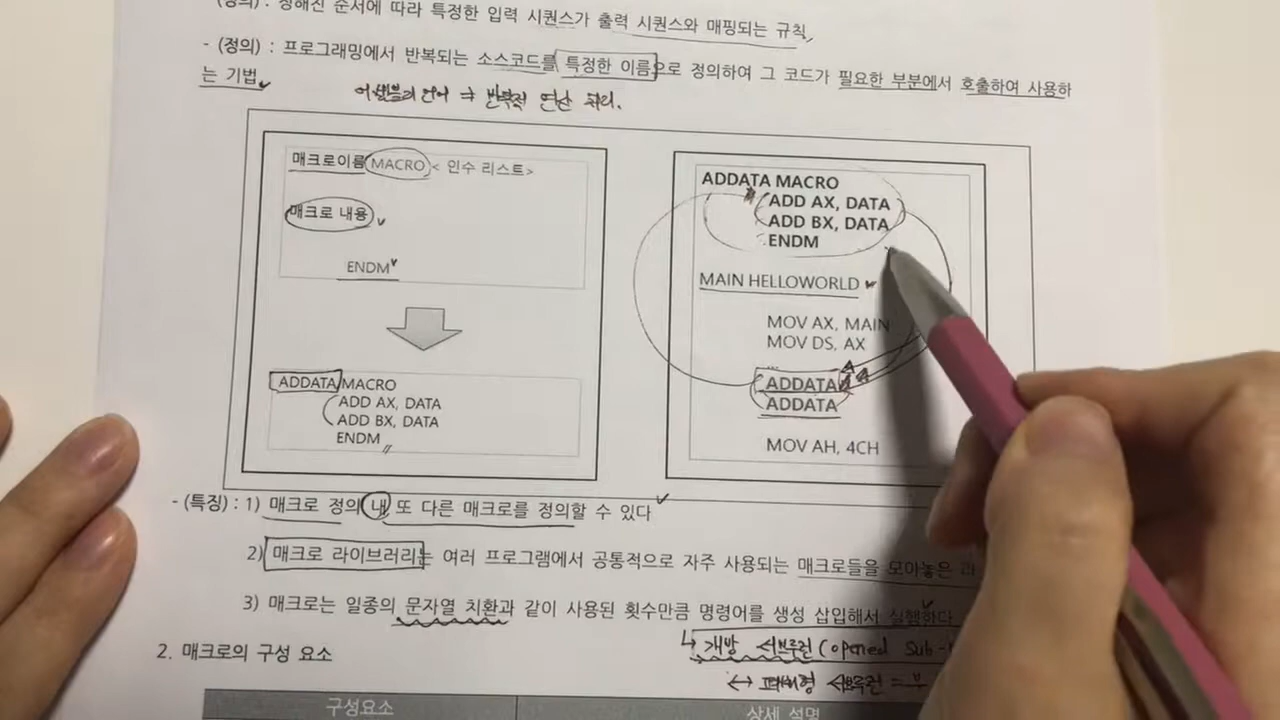 (정의) : 정해진 순서에 따라 특정한 입력 시퀀스가 출력 시퀀스와 매핑되는 규칙,
- (정의) : 프로그래밍에서 반복되는 소스코드를 특정한 이름으로 정의하여 그 코드가 필요한 부분에서 호출하여 사용하
는 기법
어셈블리 언어 ⇒ 반복적 연산 처리.
매크로이름 MACRO < 인수 리스트>
매크로 내용
ENDM
ADDATA MACRO
ADD AX, DATA
ADD BX, DATA
ENDM
ADDATA MACRO
ADD AX, DATA
ADD BX, DATA
ENDM
MAIN HELLOWORLD
MOV AX, MAIN
MOV DS, AX
ADDATA
ADDATA
MOV AH, 4CH
- (특징) : 1) 매크로 정의 내 또 다른 매크로를 정의할 수 있다
2) 매크로 라이브러리는 여러 프로그램에서 공통적으로 자주 사용되는 매크로들을 모아놓은
3) 매크로는 일종의 문자열 치환과 같이 사용된 횟수만큼 명령어를 생성 삽입해서 실행한다
↳ 개방 서브루틴 (opened Sub-
↔ 폐쇄형 서브루틴 = 부
2. 매크로의 구성 요소
구성요소 상세 설명